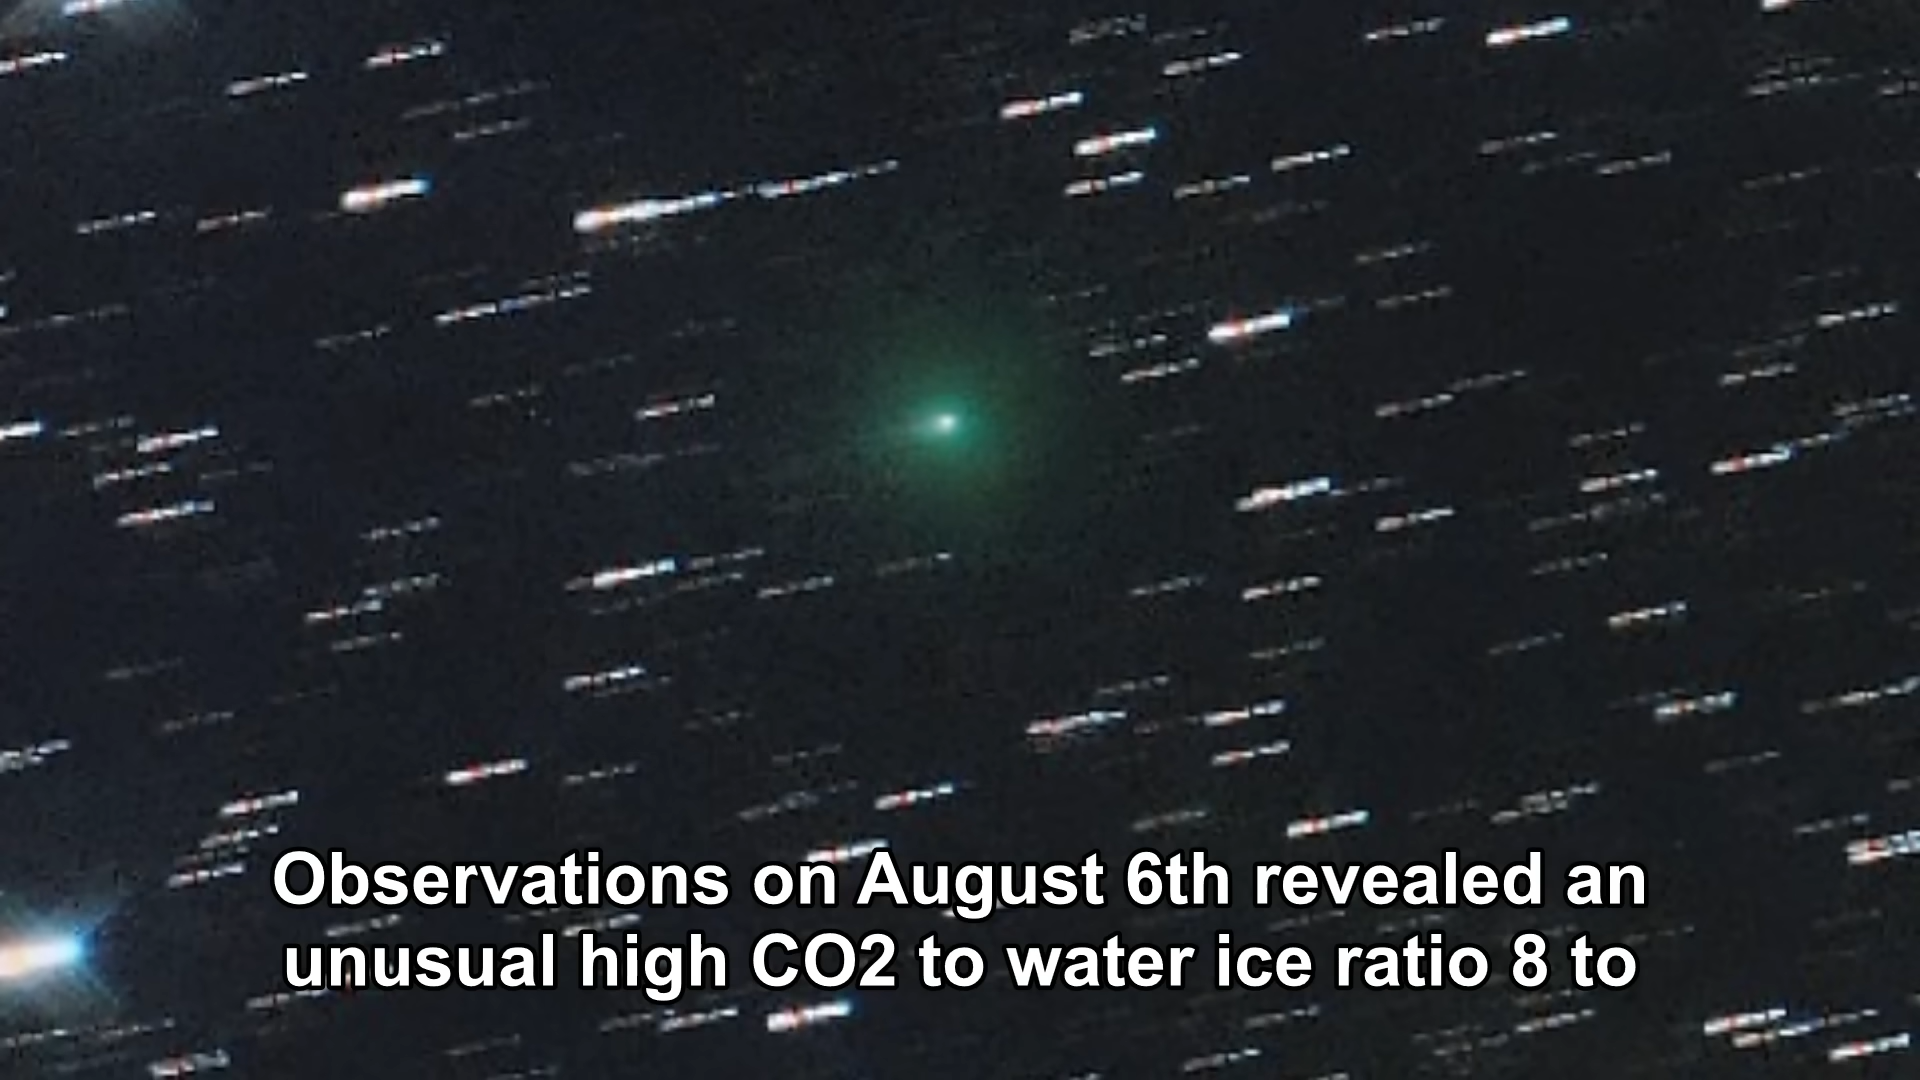 Observations on August 6th revealed an
unusual high CO2 to water ice ratio 8 to